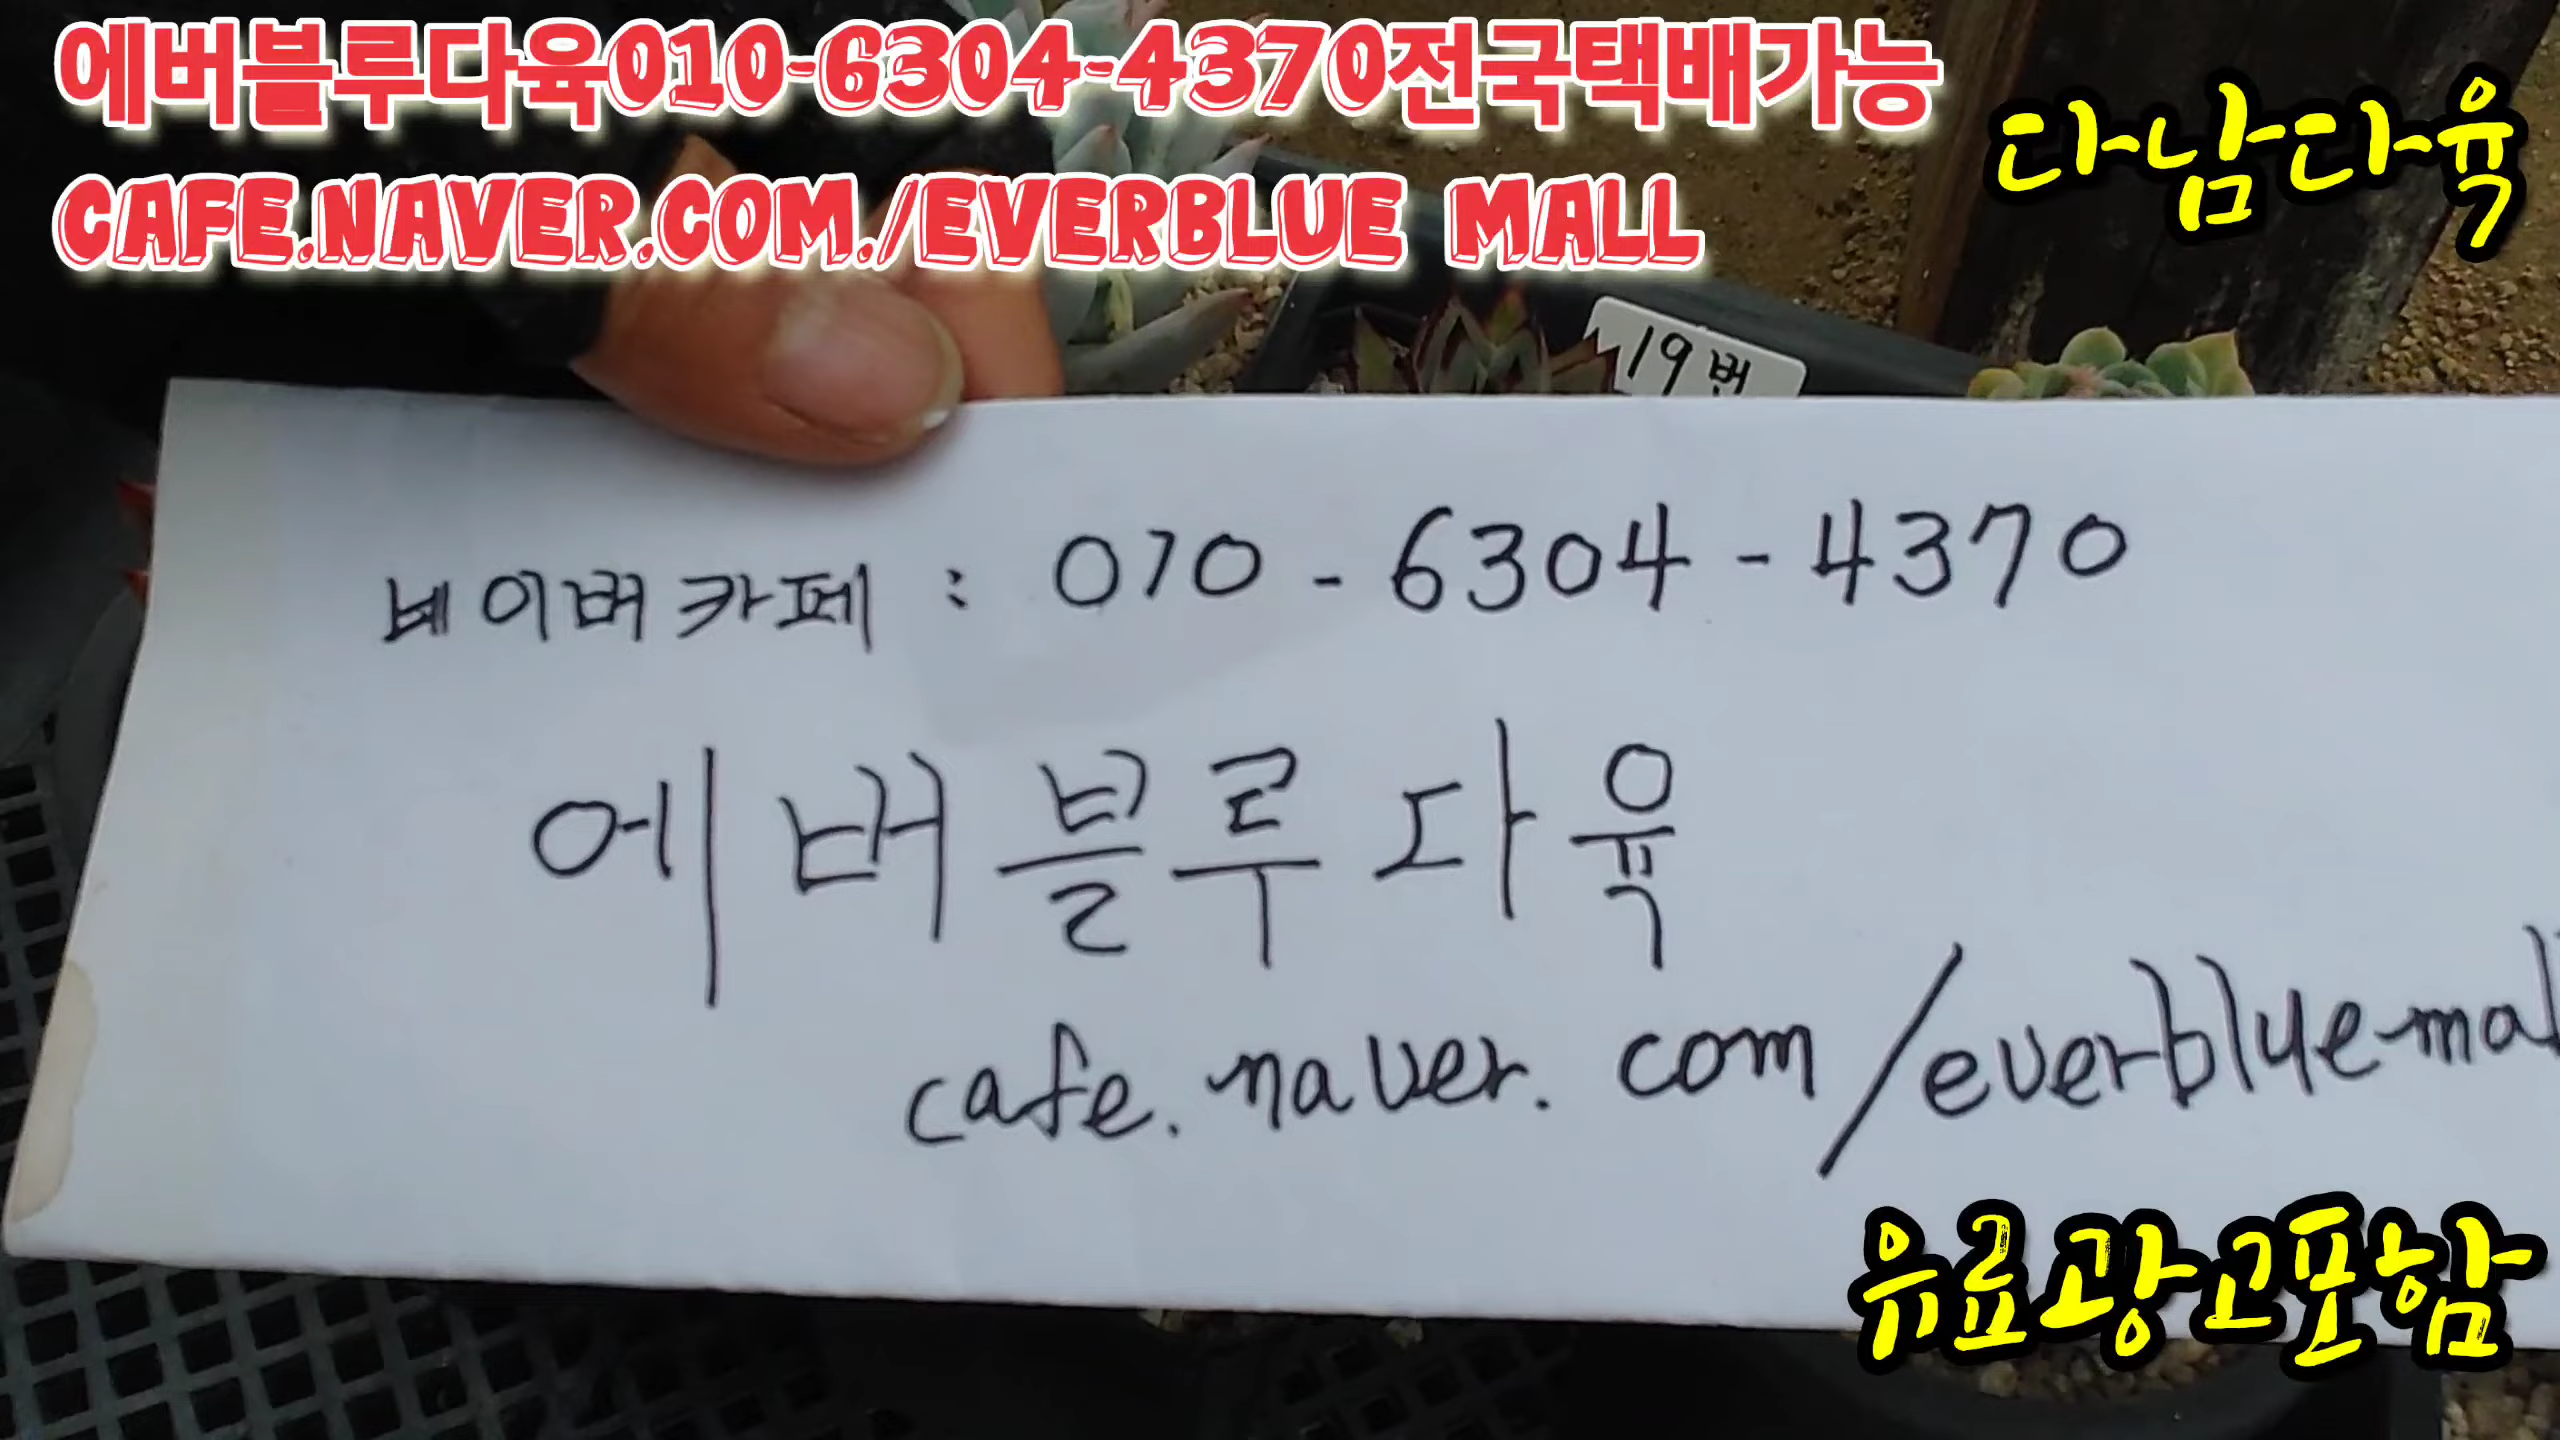 에버블루다육010-6304-4370전국택배가능
CAFE.NAVER.COM./EVERBLUE MALL
다남다육
19번
네이버카페 : 010 - 6304 - 4370
에버블루다육
cafe.naver.com/everblue-mal
유료광고포함